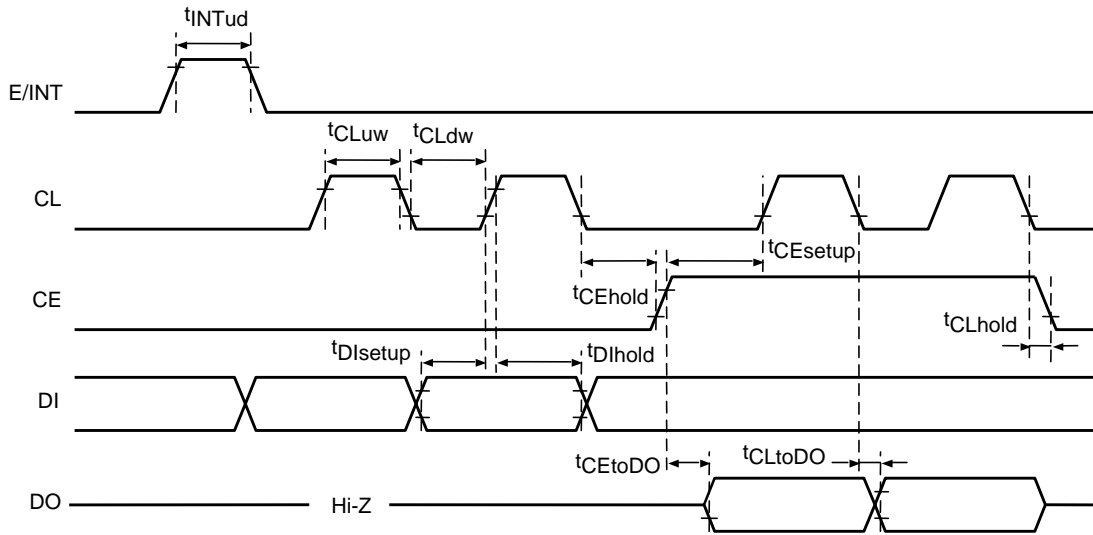 tINTud
E/INT
tCLuw tCLdw
CL
tCEsetup
tCEhold
CE
tCLhold
tDIsetup tDIhold
DI
tCEtoDO tCLtoDO
DO Hi-Z